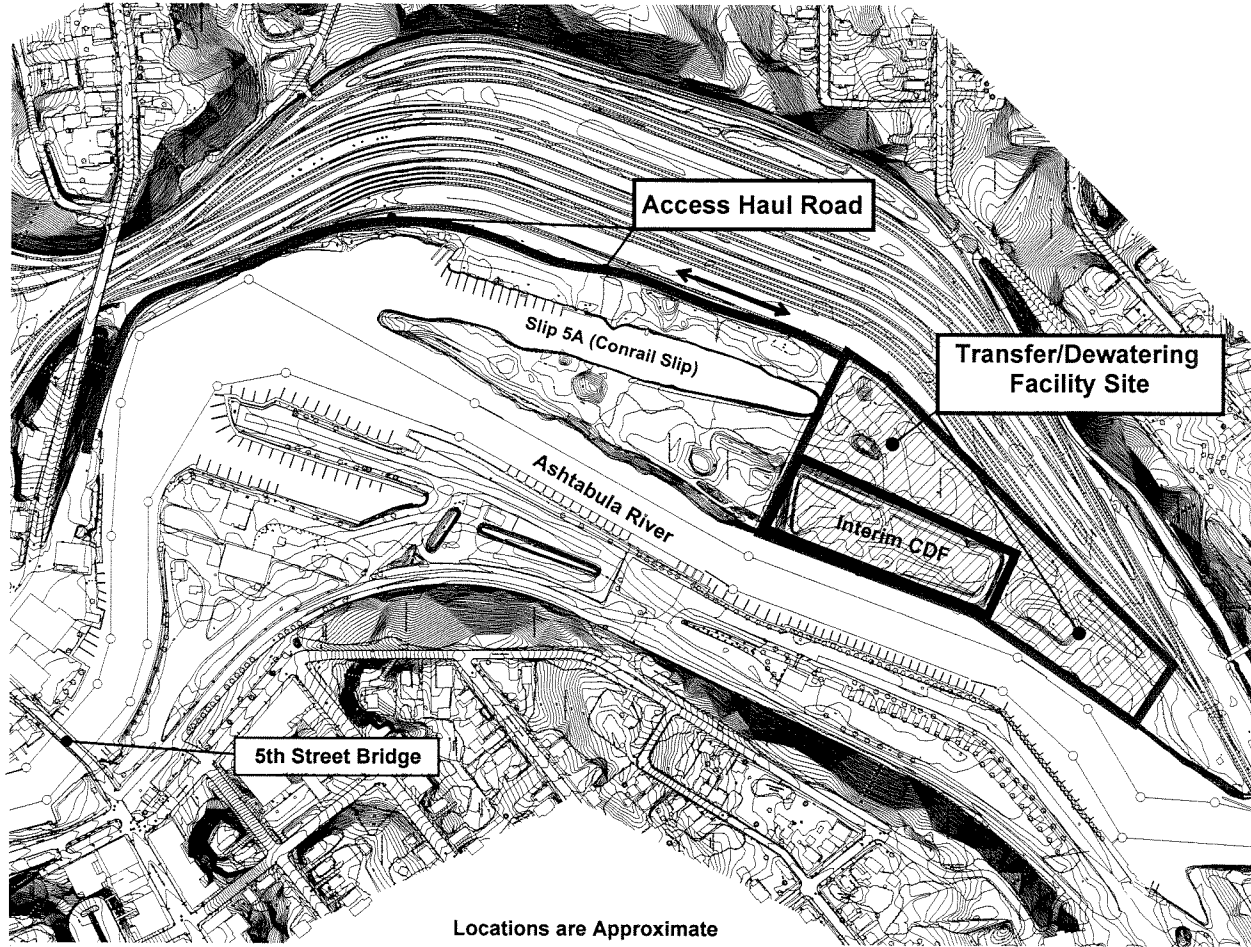 Access Haul Road
Slip 5A (Conrail Slip)
Transfer/Dewatering
Facility Site
Ashtabula River
Interim CDF
5th Street Bridge
Locations are Approximate